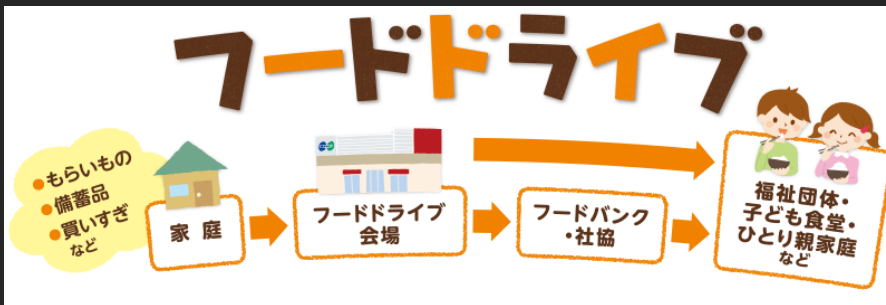 フードドライブ
●もらいもの
●備蓄品
●買いすぎ
など
家庭
フードドライブ
会場
フードバンク
・社協
福祉団体・
子ども食堂・
ひとり親家庭
など